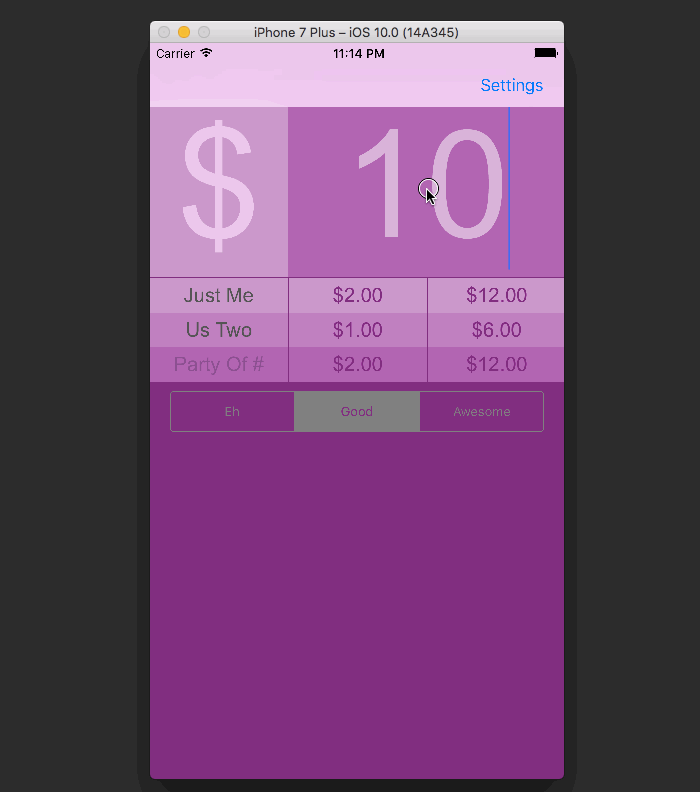 iPhone 7 Plus – iOS 10.0 (14A345)
Carrier 11:14 PM
Settings
$ 10
Just Me $2.00 $12.00
Us Two $1.00 $6.00
Party Of # $2.00 $12.00
Eh Good Awesome